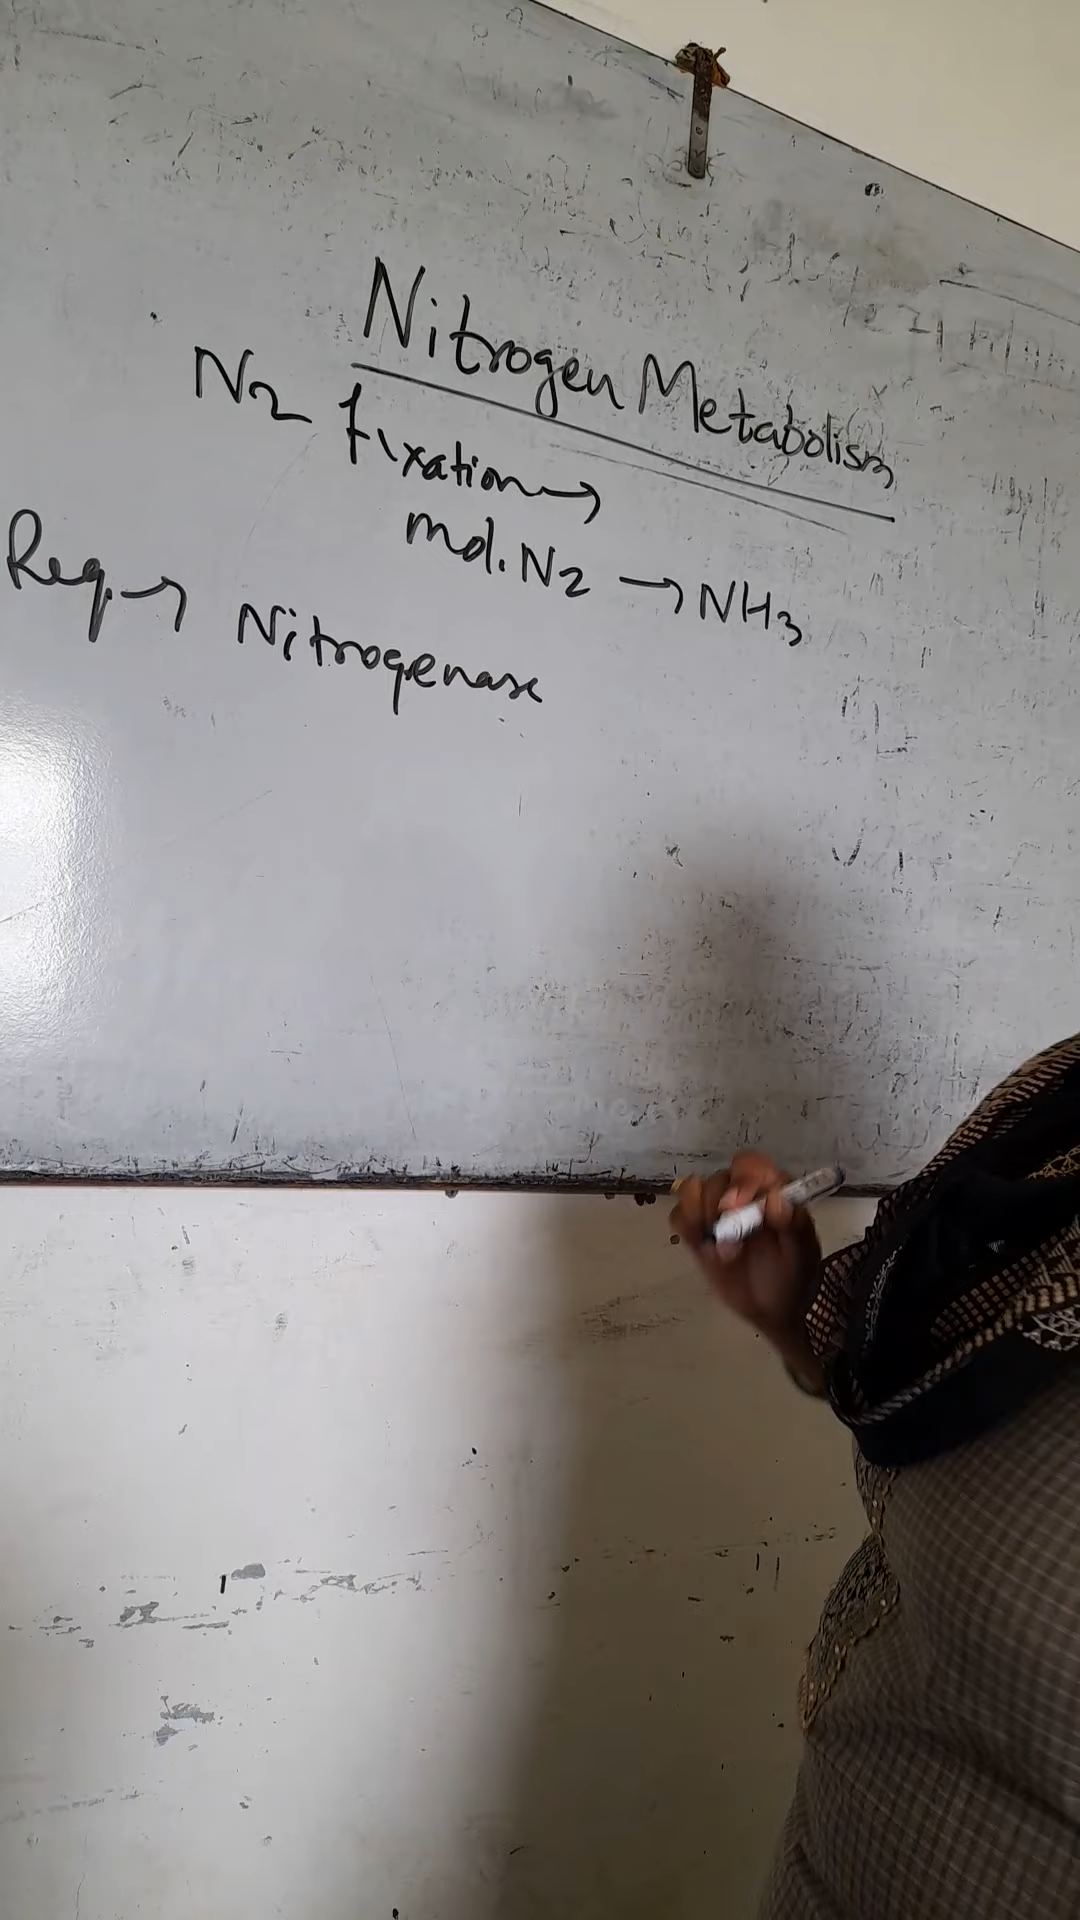 Nitrogen Metabolism
N2 fixation →
mol. N2 → NH3
Req. → Nitrogenase